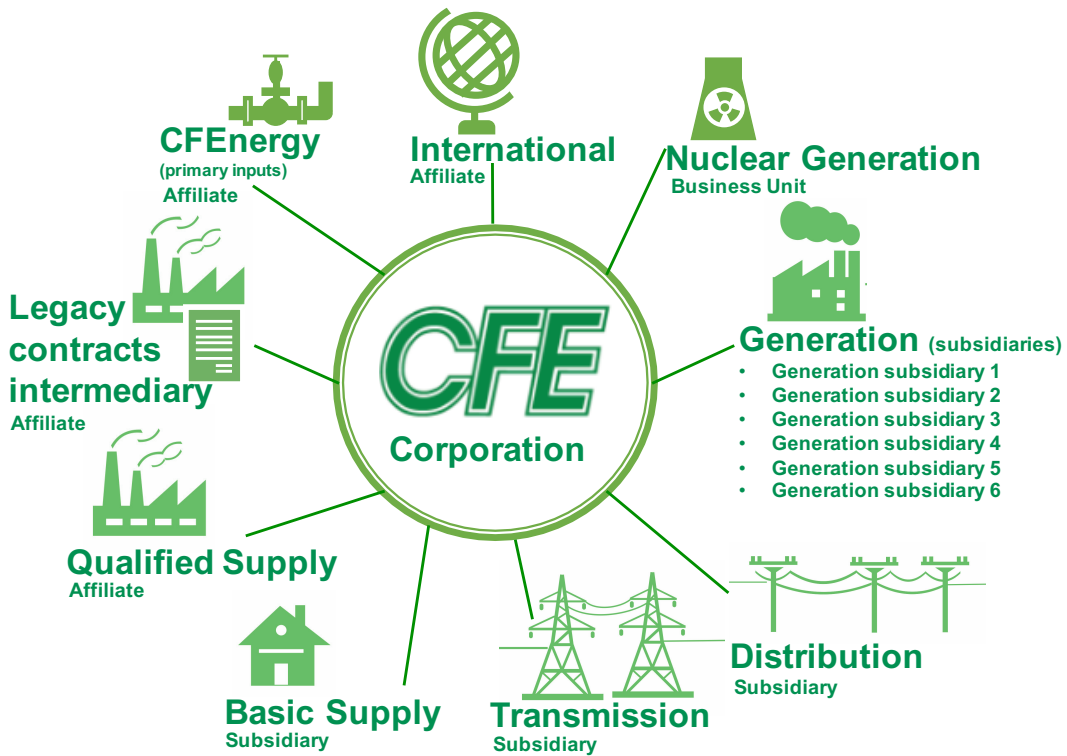 CFEnergy
(primary inputs)
Affiliate
International
Affiliate
Nuclear Generation
Business Unit
Legacy
contracts
intermediary
Affiliate
CFE
Corporation
Generation (subsidiaries)
• Generation subsidiary 1
• Generation subsidiary 2
• Generation subsidiary 3
• Generation subsidiary 4
• Generation subsidiary 5
• Generation subsidiary 6
Qualified Supply
Affiliate
Basic Supply
Subsidiary
Transmission
Subsidiary
Distribution
Subsidiary